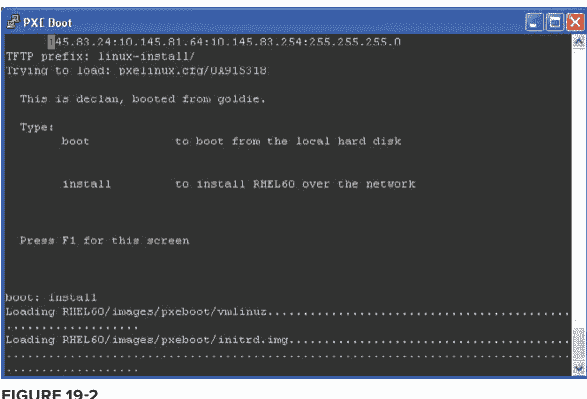 PXE Boot
145.83.24:10.145.81.64:10.145.83.254:255.255.255.0
TFTP prefix: linux-install/
Trying to load: pxelinux.cfg/0A915318
This is declan, booted from goldie.
Type:
boot to boot from the local hard disk
install to install RHEL60 over the network
Press F1 for this screen
boot: install
Loading RHEL60/images/pxeboot/vmlinuz.......................................
..................
Loading RHEL60/images/pxeboot/initrd.img....................................
................................................................................
..................
FIGURE 19-2